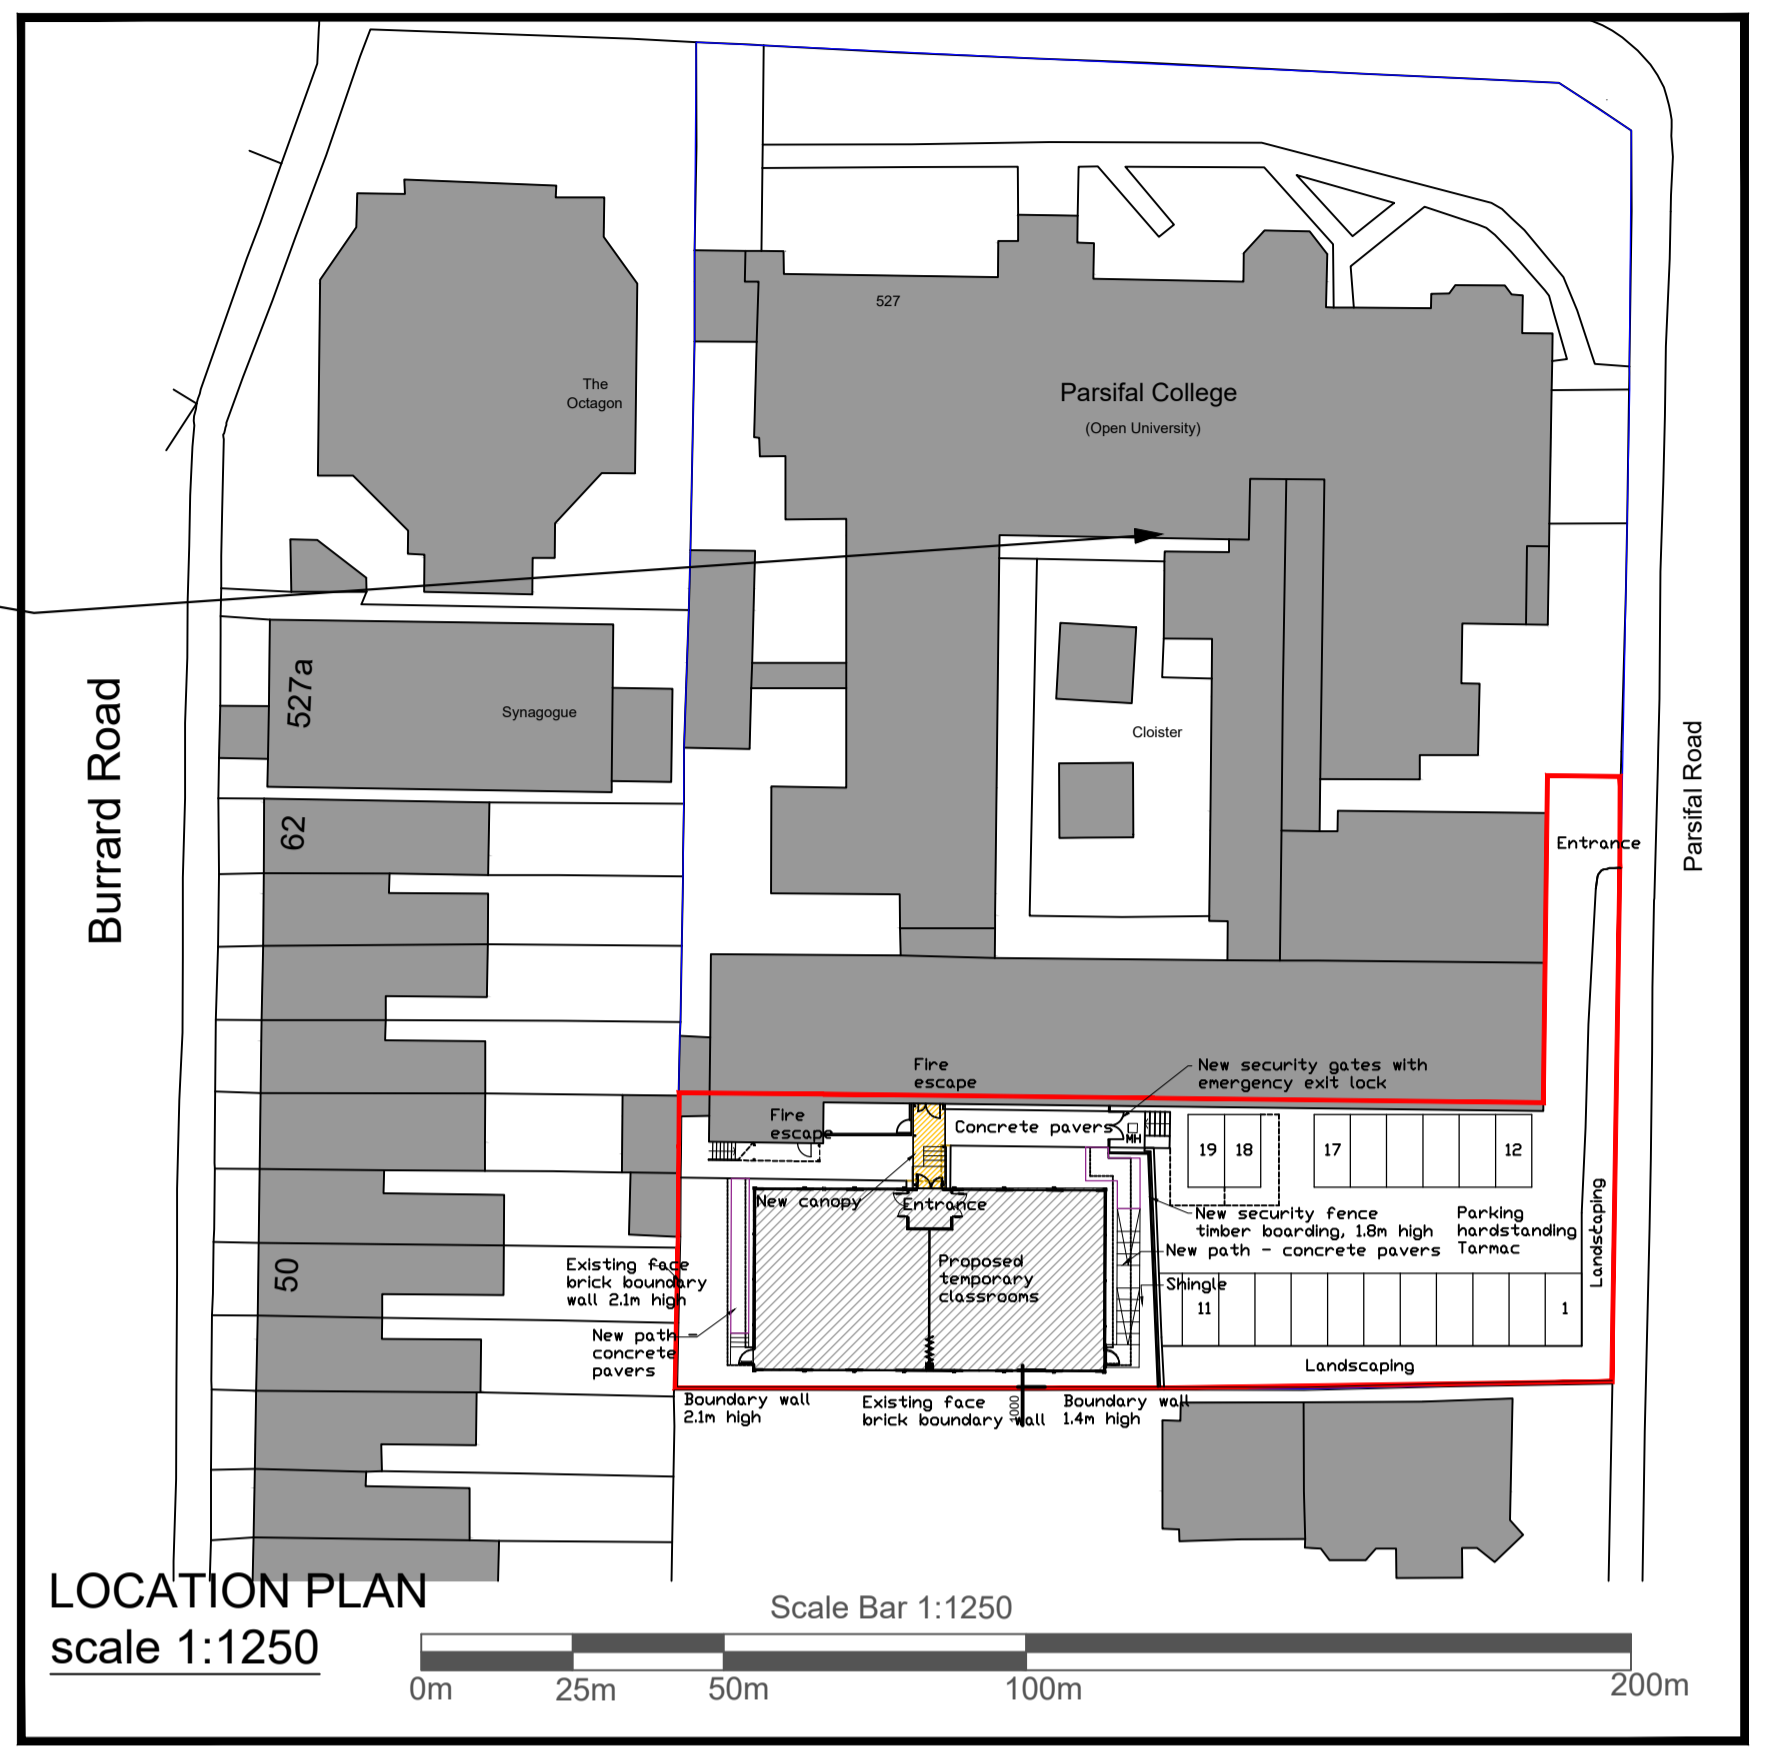 527
The
Octagon
Parsifal College
(Open University)
527a
Synagogue
Cloister
Burrard Road
Parsifal Road
62
Entrance
Fire
escape
New security gates with
emergency exit lock
Fire
escape
Concrete pavers
MH
19
18
17
12
New canopy
Entrance
New security fence
timber boarding, 1.8m high
Parking
hardstanding
Tarmac
Landscaping
New path - concrete pavers
50
Existing face
brick boundary
wall 2.1m high
Proposed
temporary
classrooms
Shingle
11
1
New path -
concrete
pavers
Landscaping
Boundary wall
2.1m high
Existing face
brick boundary wall
1000
Boundary wall
1.4m high
LOCATION PLAN
scale 1:1250
Scale Bar 1:1250
0m
25m
50m
100m
200m